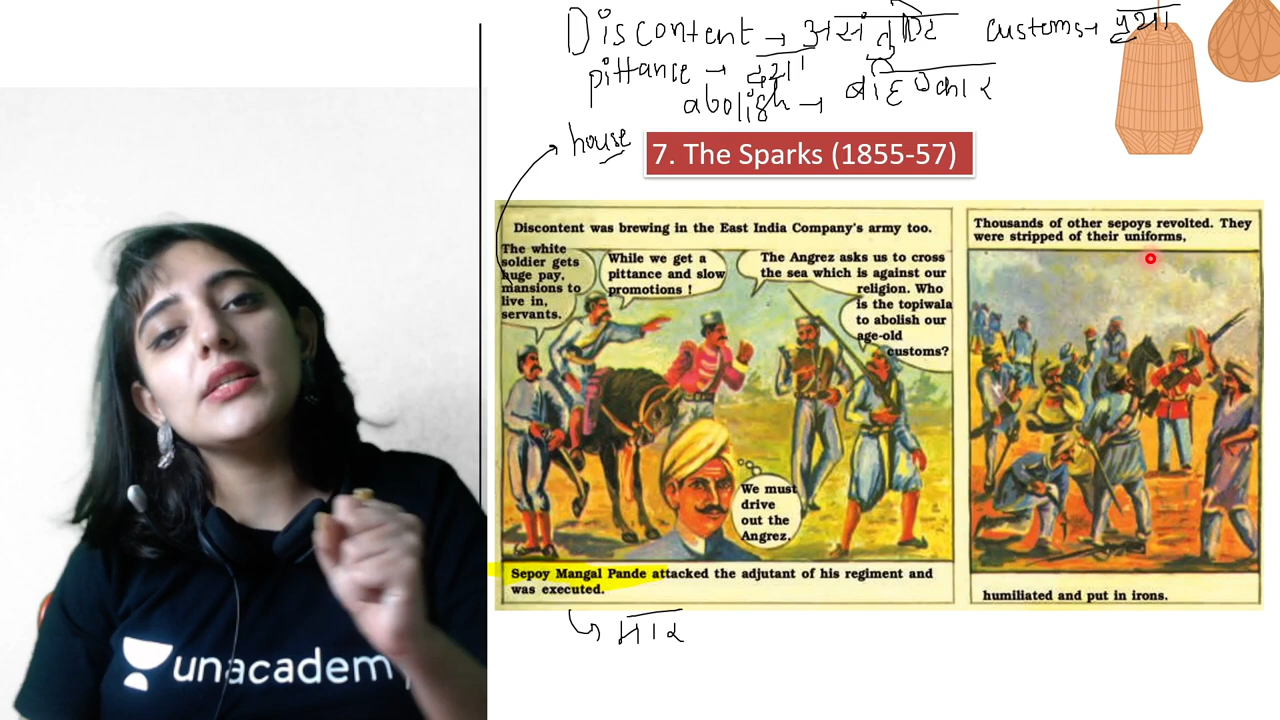 Discontent → असंतुष्टि customs → प्रथा
pittance → दया
abolish → बहिष्कार
house
7. The Sparks (1855-57)
Discontent was brewing in the East India Company's army too.
The white
soldier gets
huge pay,
mansions to
live in,
servants.
While we get a
pittance and slow
promotions !
The Angrez asks us to cross
the sea which is against our
religion. Who
is the topiwala
to abolish our
age-old
customs?
We must
drive
out the
Angrez.
Sepoy Mangal Pande attacked the adjutant of his regiment and
was executed.
Thousands of other sepoys revolted. They
were stripped of their uniforms,
humiliated and put in irons.
मार
unacademy